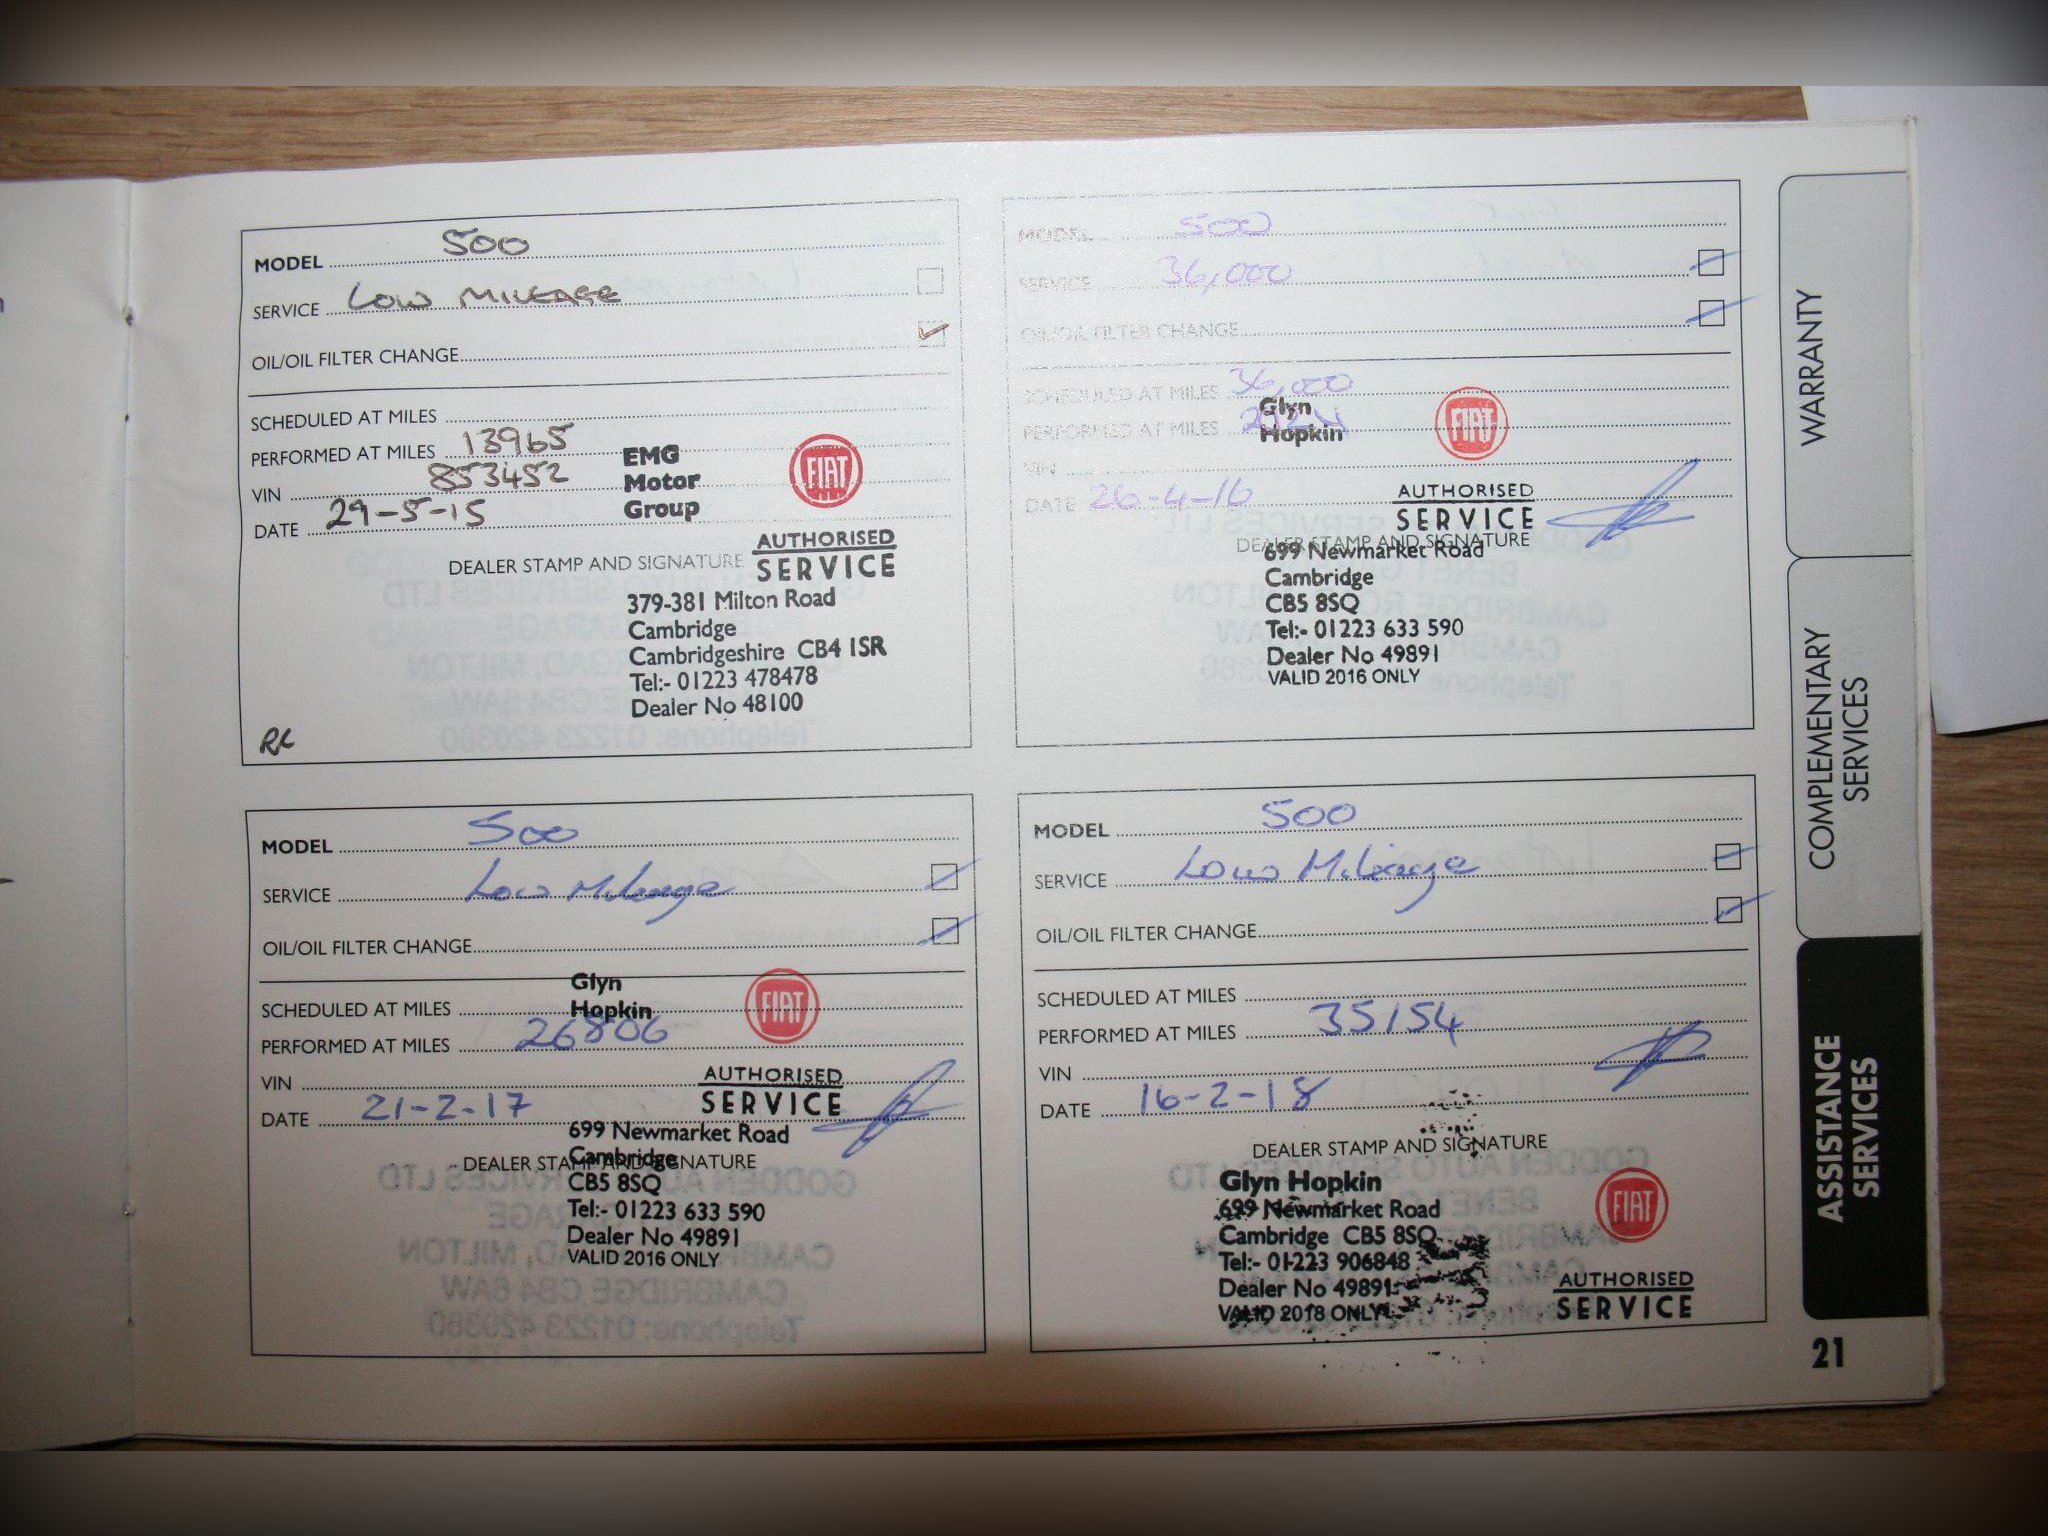 MODEL 500
SERVICE LOW MILEAGE
OIL/OIL FILTER CHANGE
SCHEDULED AT MILES
PERFORMED AT MILES 13965
VIN 853452
DATE 29-5-15
EMG
Motor
Group
FIAT
DEALER STAMP AND SIGNATURE
AUTHORISED
SERVICE
379-381 Milton Road
Cambridge
Cambridgeshire CB4 1SR
Tel:- 01223 478478
Dealer No 48100
MODEL 500
SERVICE 36,000
OIL/OIL FILTER CHANGE
SCHEDULED AT MILES 36,000
PERFORMED AT MILES
VIN
DATE 26-4-16
Glyn
Hopkin
FIAT
AUTHORISED
SERVICE
DEALER STAMP AND SIGNATURE
699 Newmarket Road
Cambridge
CB5 8SQ
Tel:- 01223 633 590
Dealer No 49891
VALID 2016 ONLY
MODEL 500
SERVICE Low Mileage
OIL/OIL FILTER CHANGE
SCHEDULED AT MILES
PERFORMED AT MILES 26806
VIN
DATE 21-2-17
Glyn
Hopkin
FIAT
AUTHORISED
SERVICE
699 Newmarket Road
DEALER STAMP AND SIGNATURE
Cambridge
CB5 8SQ
Tel:- 01223 633 590
Dealer No 49891
VALID 2016 ONLY
MODEL 500
SERVICE Low Mileage
OIL/OIL FILTER CHANGE
SCHEDULED AT MILES
PERFORMED AT MILES 35154
VIN
DATE 16-2-18
DEALER STAMP AND SIGNATURE
Glyn Hopkin
699 Newmarket Road
Cambridge CB5 8SQ
Tel:- 01223 906848
Dealer No 49891
VALID 2018 ONLY
FIAT
AUTHORISED
SERVICE
WARRANTY
COMPLEMENTARY
SERVICES
ASSISTANCE
SERVICES
21